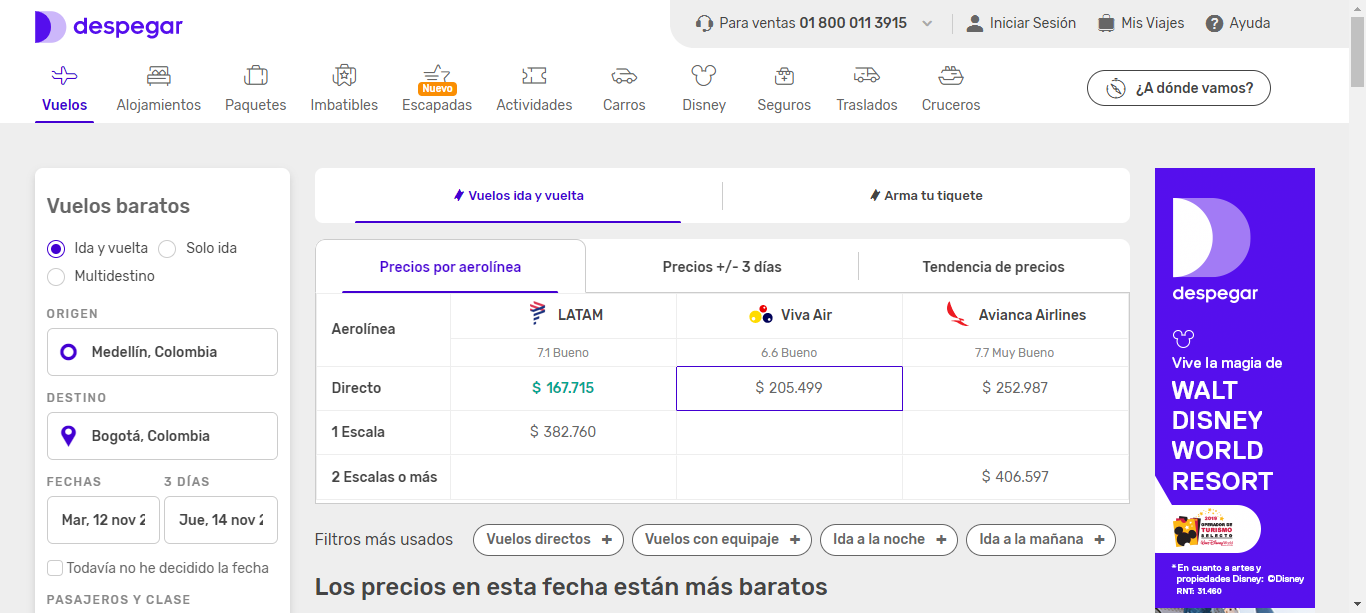 despegar
Para ventas 01 800 011 3915
Iniciar Sesión
Mis Viajes
Ayuda
Vuelos
Alojamientos
Paquetes
Imbatibles
Nuevo
Escapadas
Actividades
Carros
Disney
Seguros
Traslados
Cruceros
¿A dónde vamos?
Vuelos baratos
Ida y vuelta
Solo ida
Multidestino
ORIGEN
Medellín, Colombia
DESTINO
Bogotá, Colombia
FECHAS
3 DÍAS
Mar, 12 nov 2
Jue, 14 nov 2
Todavía no he decidido la fecha
PASAJEROS Y CLASE
Vuelos ida y vuelta
Arma tu tiquete
Precios por aerolínea
Precios +/- 3 días
Tendencia de precios
Aerolínea
LATAM
Viva Air
Avianca Airlines
7.1 Bueno
6.6 Bueno
7.7 Muy Bueno
Directo
$ 167.715
$ 205.499
$ 252.987
1 Escala
$ 382.760
2 Escalas o más
$ 406.597
Filtros más usados
Vuelos directos +
Vuelos con equipaje +
Ida a la noche +
Ida a la mañana +
Los precios en esta fecha están más baratos
despegar
Vive la magia de
WALT
DISNEY
WORLD
RESORT
2019
OPERADOR DE
TURISMO
SELECTO
Walt Disney World
*En cuanto a artes y
propiedades Disney: ©Disney
RNT: 31.460